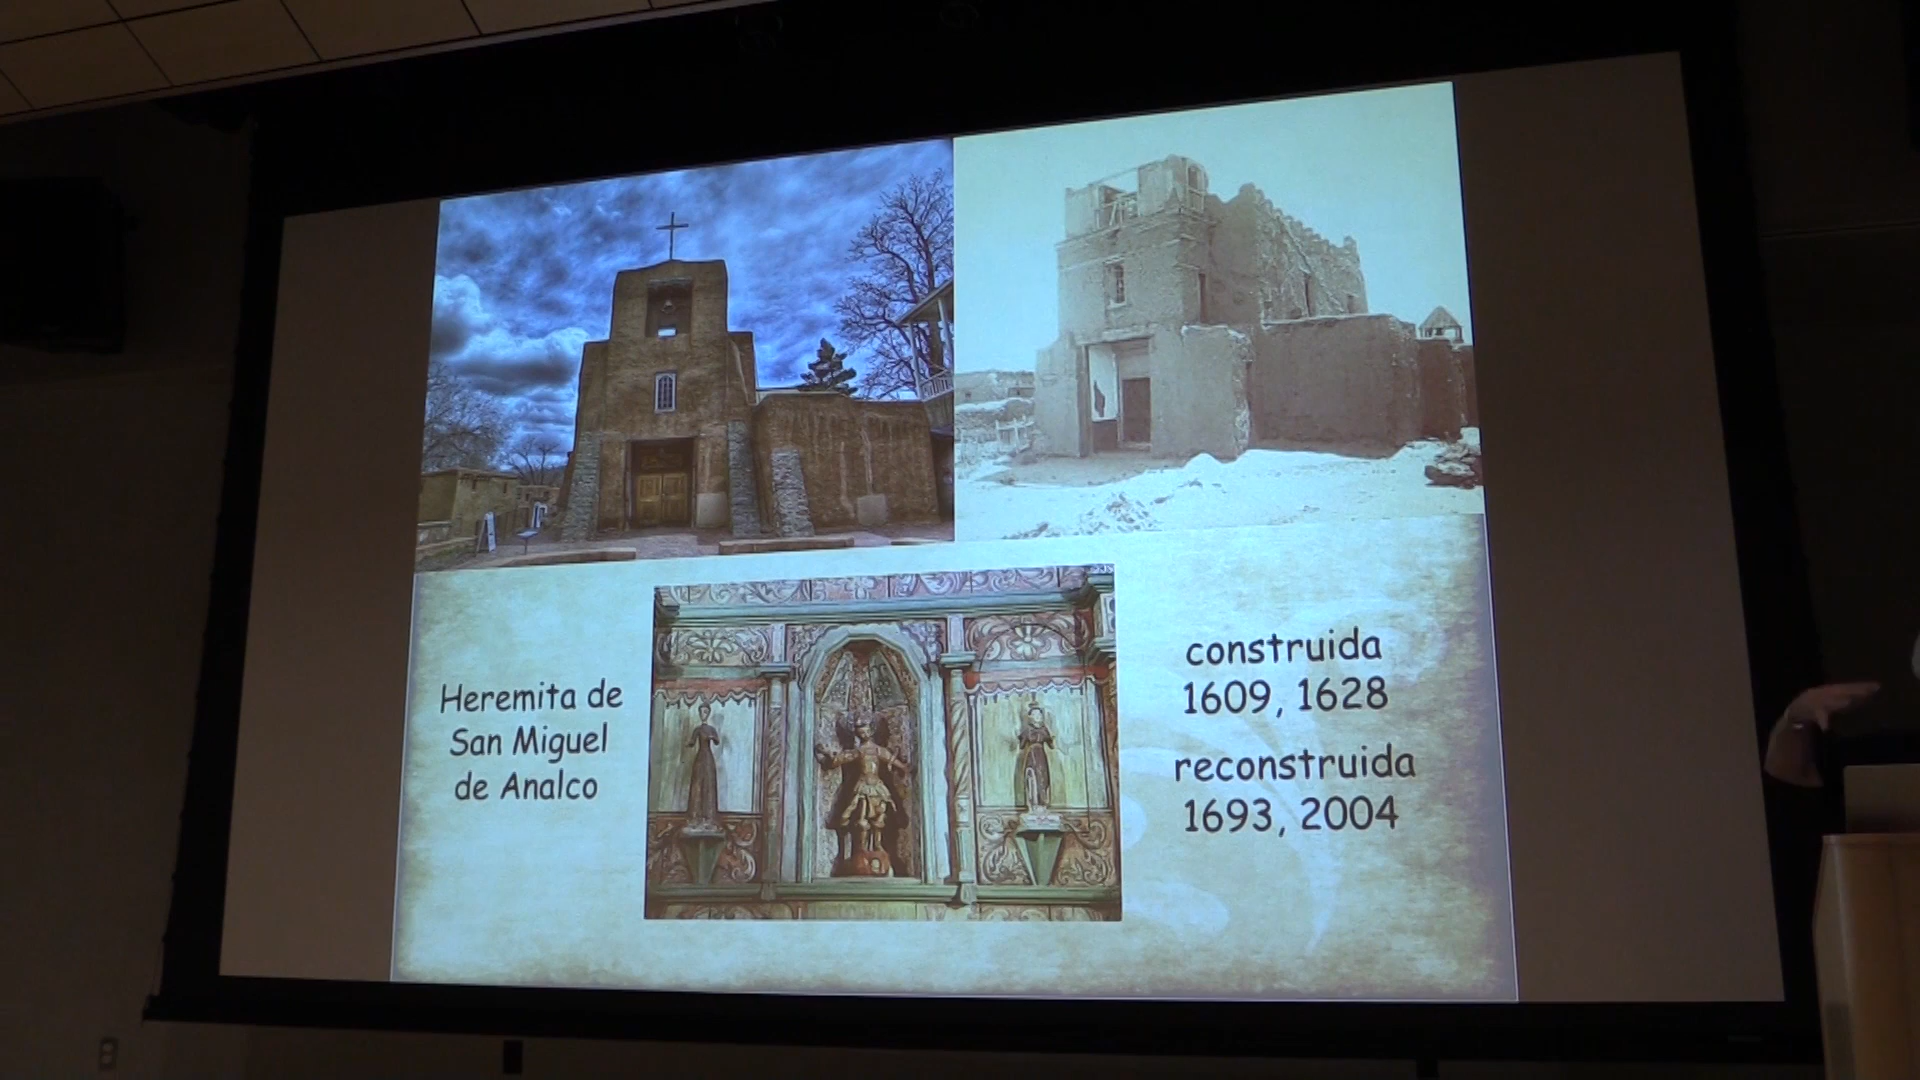 Heremita de
San Miguel
de Analco
construida
1609, 1628
reconstruida
1693, 2004